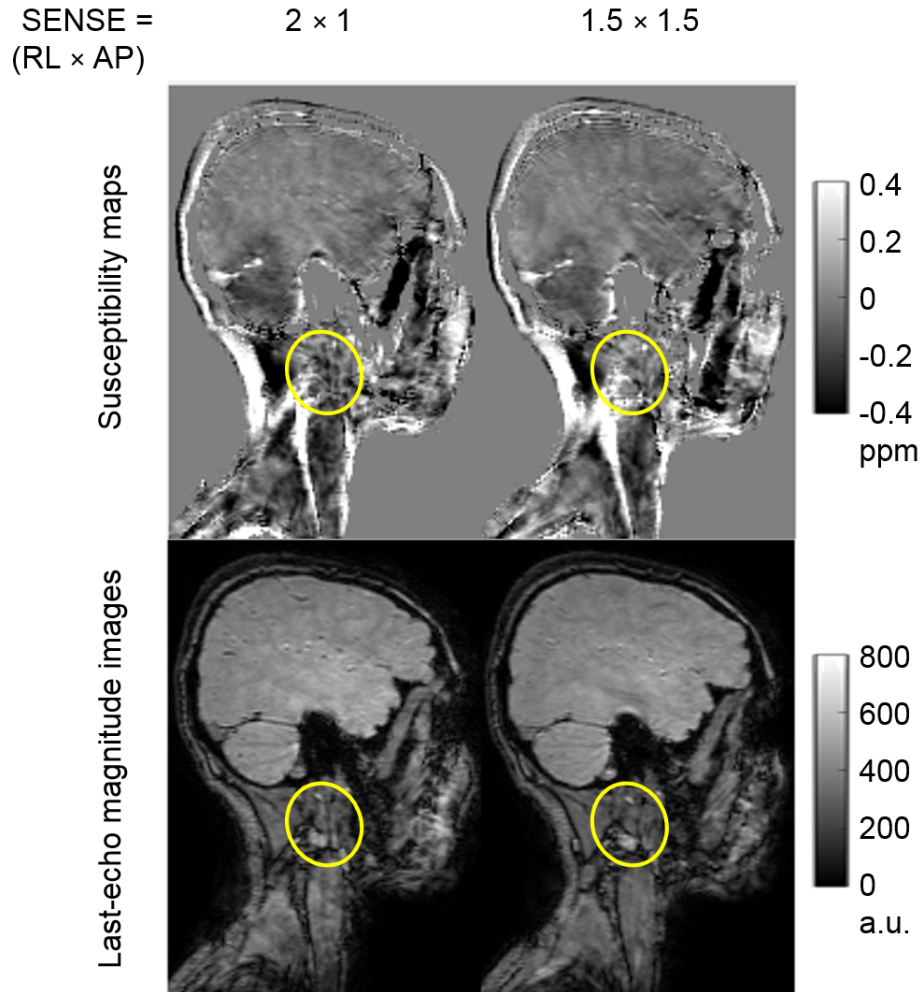 SENSE = 2 × 1 1.5 × 1.5
(RL × AP)
Susceptibility maps
0.4
0.2
0
-0.2
-0.4
ppm
Last-echo magnitude images
800
600
400
200
0
a.u.